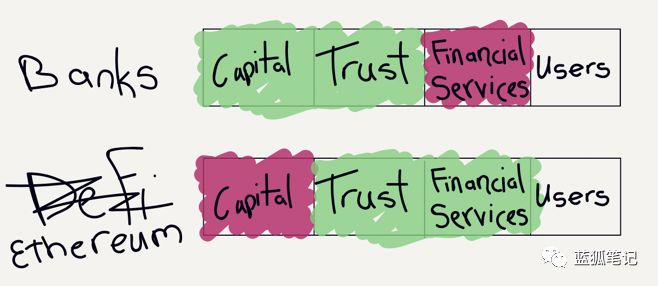 Banks
Capital
Trust
Financial
Services
Users
DeFi
Ethereum
Capital
Trust
Financial
Services
Users
蓝狐笔记